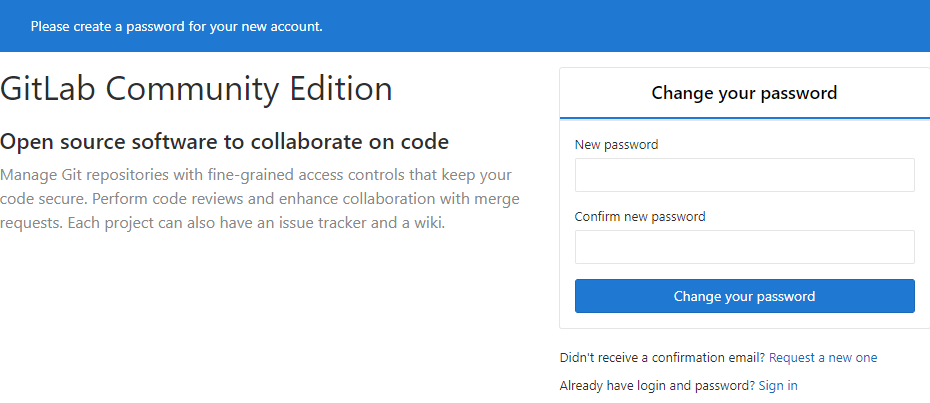 Please create a password for your new account.
GitLab Community Edition
Open source software to collaborate on code
Manage Git repositories with fine-grained access controls that keep your
code secure. Perform code reviews and enhance collaboration with merge
requests. Each project can also have an issue tracker and a wiki.
Change your password
New password
Confirm new password
Change your password
Didn't receive a confirmation email? Request a new one
Already have login and password? Sign in